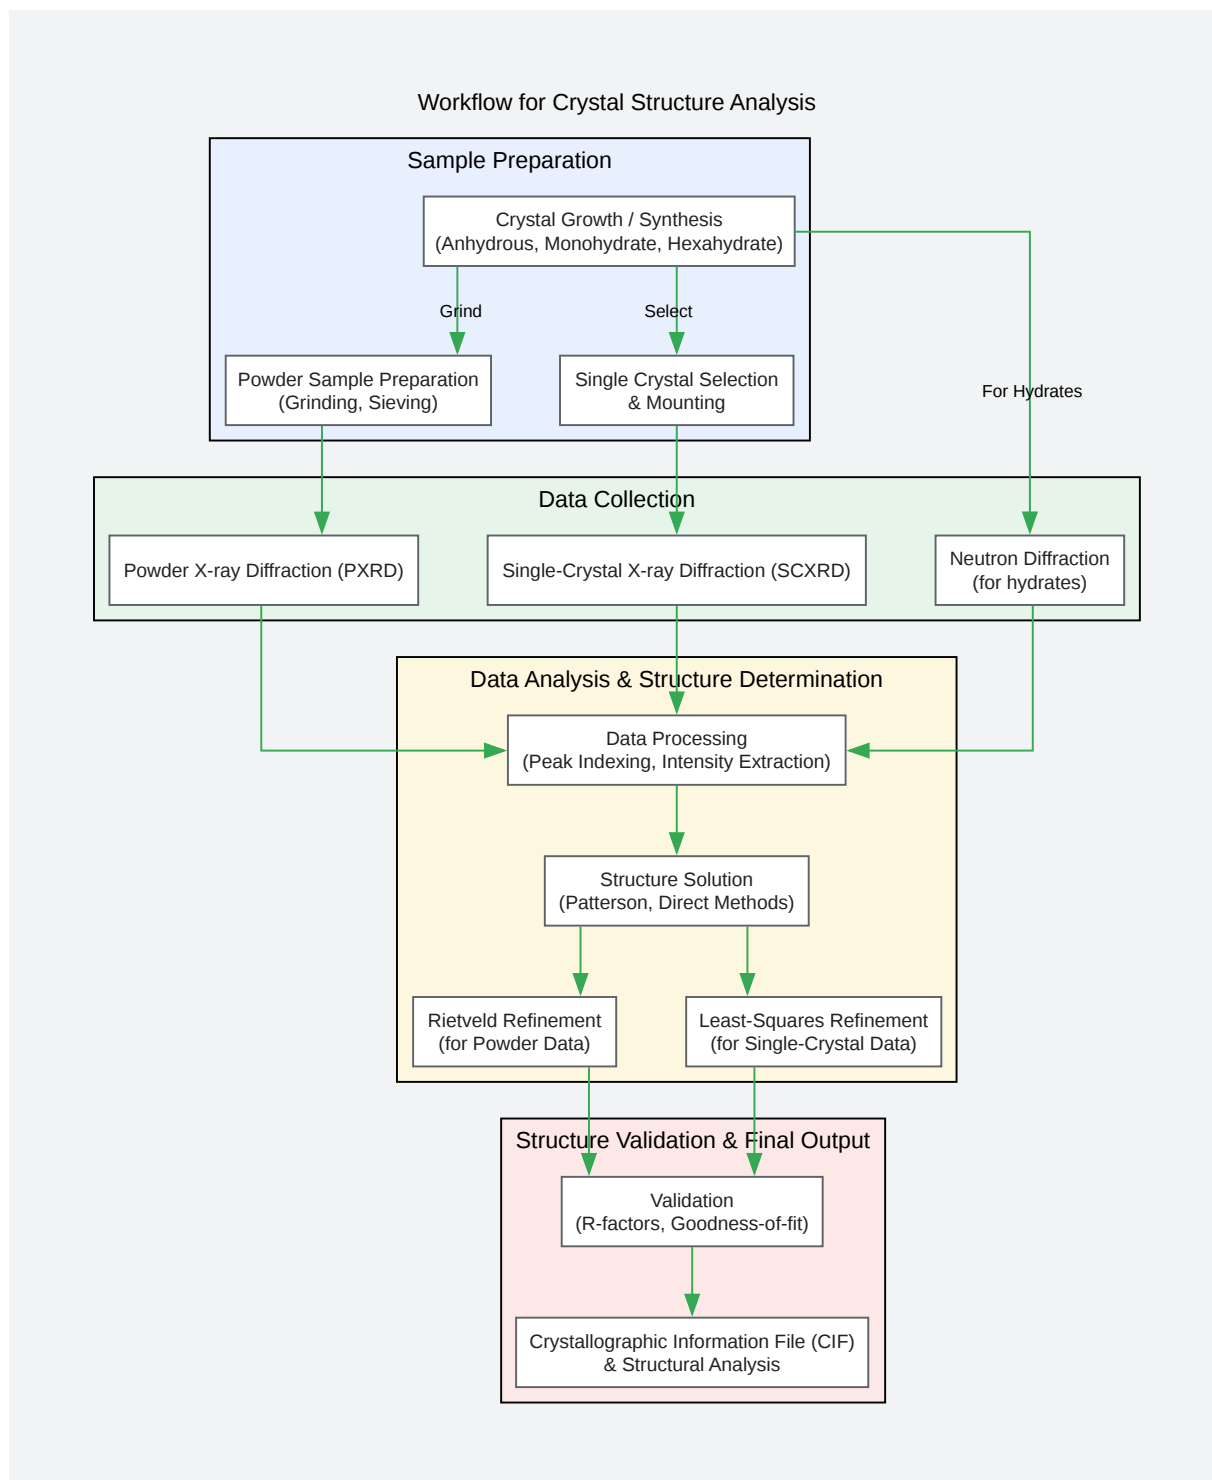 Workflow for Crystal Structure Analysis
Sample Preparation
Crystal Growth / Synthesis
(Anhydrous, Monohydrate, Hexahydrate)
Grind
Select
Powder Sample Preparation
(Grinding, Sieving)
Single Crystal Selection
& Mounting
For Hydrates
Data Collection
Powder X-ray Diffraction (PXRD)
Single-Crystal X-ray Diffraction (SCXRD)
Neutron Diffraction
(for hydrates)
Data Analysis & Structure Determination
Data Processing
(Peak Indexing, Intensity Extraction)
Structure Solution
(Patterson, Direct Methods)
Rietveld Refinement
(for Powder Data)
Least-Squares Refinement
(for Single-Crystal Data)
Structure Validation & Final Output
Validation
(R-factors, Goodness-of-fit)
Crystallographic Information File (CIF)
& Structural Analysis